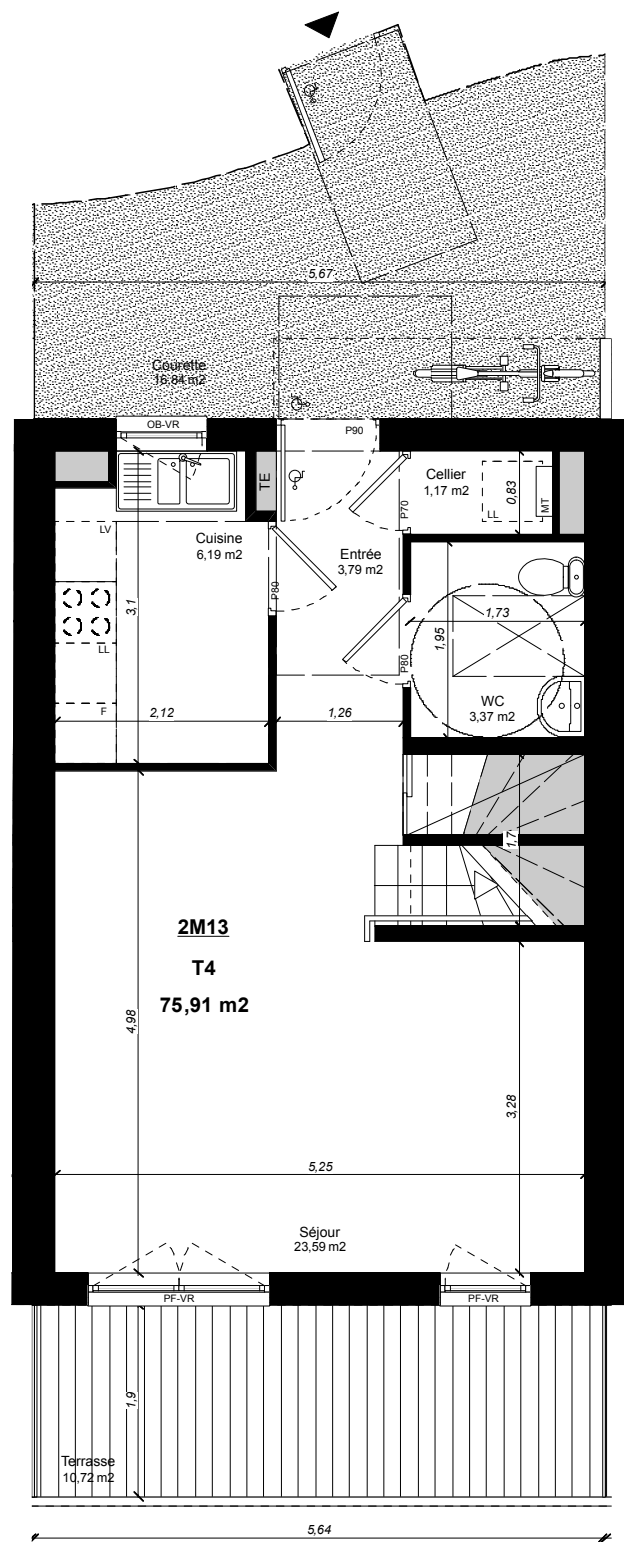 5,67
Courette
16,84 m2
OB-VR
P90
TE
Cellier
1,17 m2
0,83
MT
LL
P70
LV
Cuisine
6,19 m2
Entrée
3,79 m2
P80
3,1
LL
1,73
1,95
P80
WC
3,37 m2
F
2,12
1,26
1,7
2M13
T4
75,91 m2
4,98
3,28
5,25
Séjour
23,59 m2
PF-VR
PF-VR
1,9
Terrasse
10,72 m2
5,64